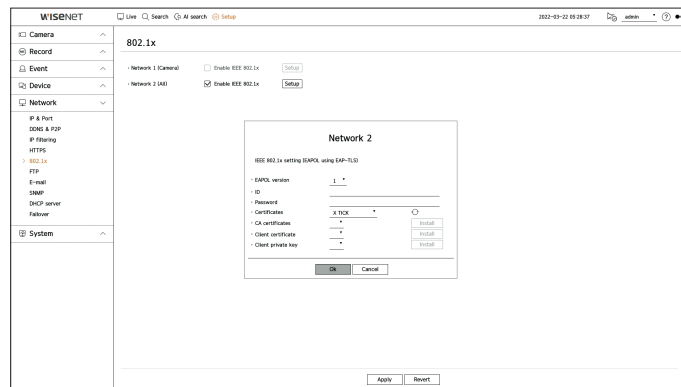 WISENET
Live Search AI search Setup
2022-03-22 05:28:37 admin ?
Camera
Record
Event
Device
Network
IP & Port
DDNS & P2P
IP filtering
HTTPS
> 802.1x
FTP
E-mail
SNMP
DHCP server
Failover
System
802.1x
· Network 1 (Camera) Enable IEEE 802.1x Setup
· Network 2 (All) Enable IEEE 802.1x Setup
Network 2
IEEE 802.1x setting (EAPOL using EAP-TLS)
· EAPOL version 1
· ID
· Password
· Certificates X TICK
· CA certificates Install
· Client certificate Install
· Client private key Install
Ok Cancel
Apply Revert